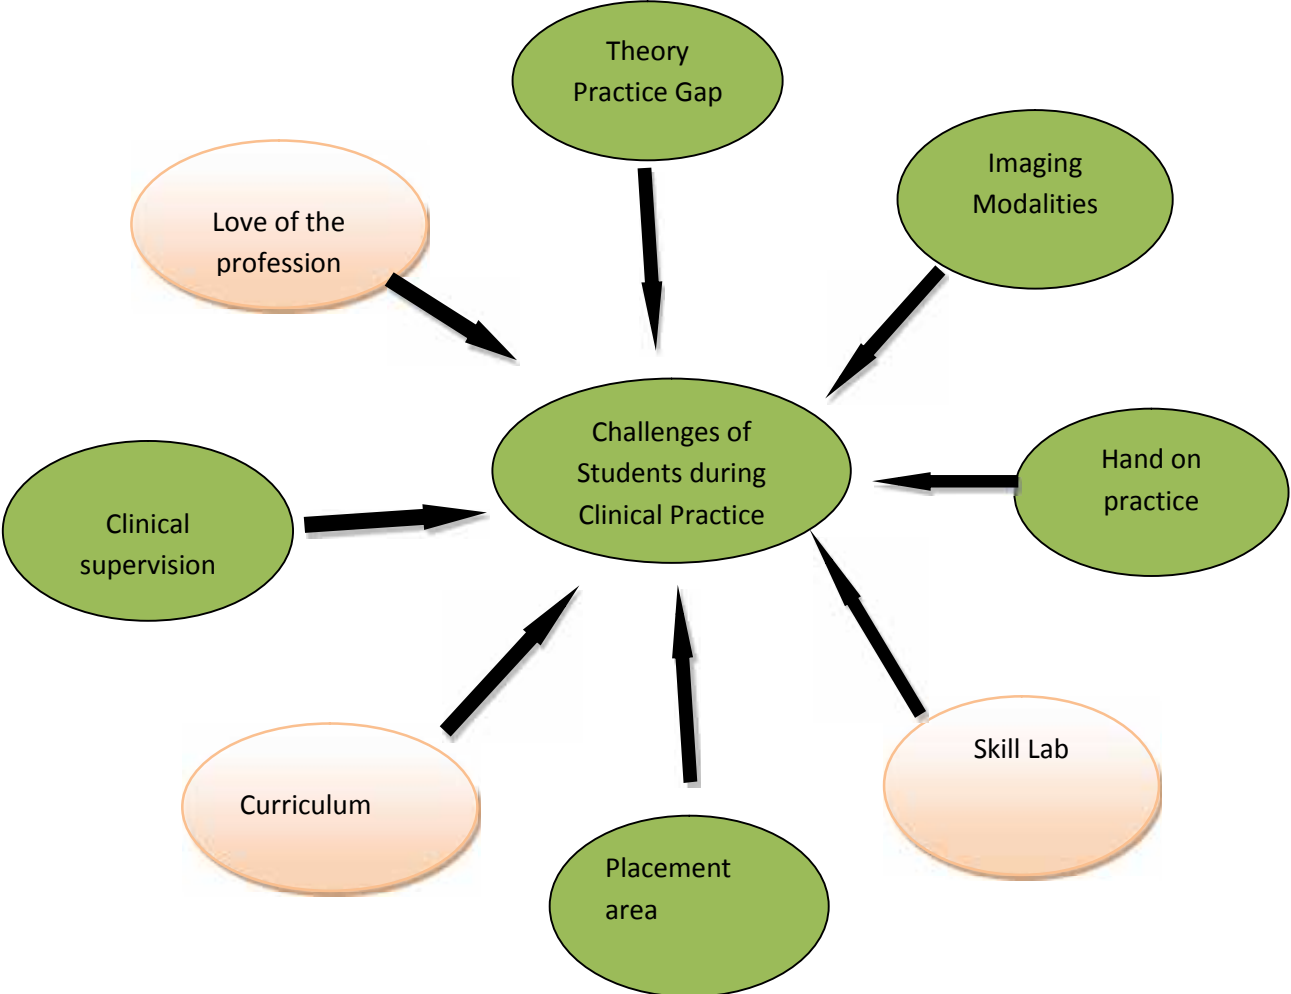 Theory
Practice Gap
Imaging
Modalities
Love of the
profession
Challenges of
Students during
Clinical Practice
Hand on
practice
Clinical
supervision
Skill Lab
Curriculum
Placement
area